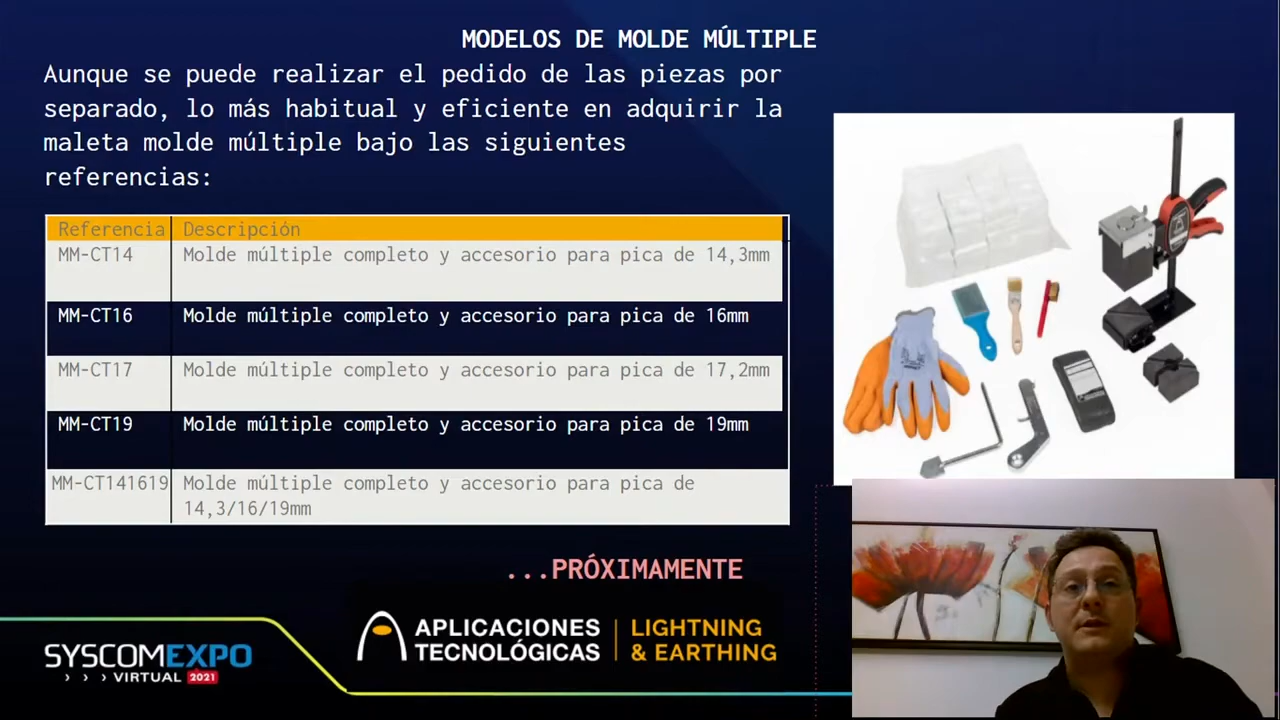 MODELOS DE MOLDE MÚLTIPLE
Aunque se puede realizar el pedido de las piezas por
separado, lo más habitual y eficiente en adquirir la
maleta molde múltiple bajo las siguientes
referencias:
Referencia Descripción
MM-CT14 Molde múltiple completo y accesorio para pica de 14,3mm
MM-CT16 Molde múltiple completo y accesorio para pica de 16mm
MM-CT17 Molde múltiple completo y accesorio para pica de 17,2mm
MM-CT19 Molde múltiple completo y accesorio para pica de 19mm
MM-CT141619 Molde múltiple completo y accesorio para pica de
14,3/16/19mm
...PRÓXIMAMENTE
SYSCOMEXPO
› › › VIRTUAL 2021
APLICACIONES
TECNOLÓGICAS
LIGHTNING
& EARTHING